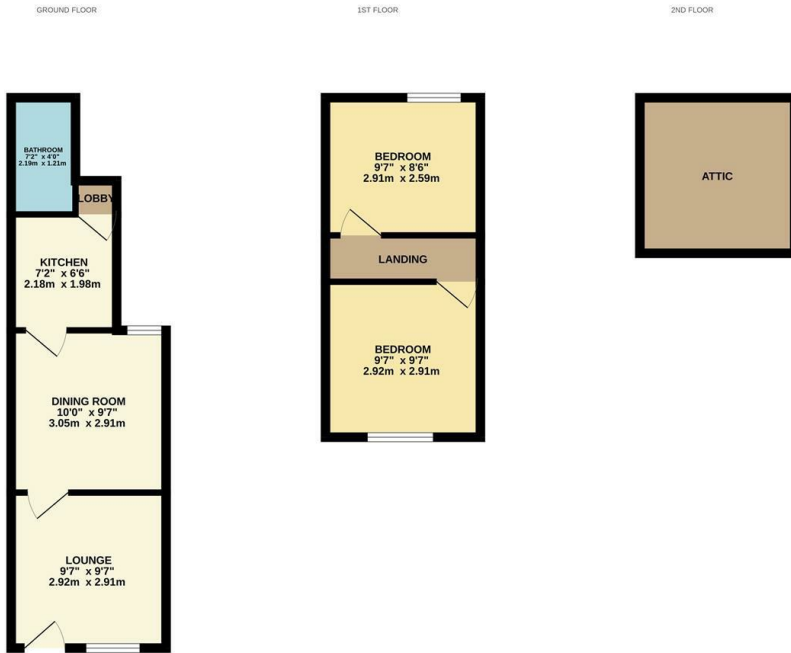 GROUND FLOOR
1ST FLOOR
2ND FLOOR
BATHROOM
7'2" x 4'0"
2.19m x 1.21m
LOBBY
KITCHEN
7'2" x 6'6"
2.18m x 1.98m
DINING ROOM
10'0" x 9'7"
3.05m x 2.91m
LOUNGE
9'7" x 9'7"
2.92m x 2.91m
BEDROOM
9'7" x 8'6"
2.91m x 2.59m
LANDING
BEDROOM
9'7" x 9'7"
2.92m x 2.91m
ATTIC